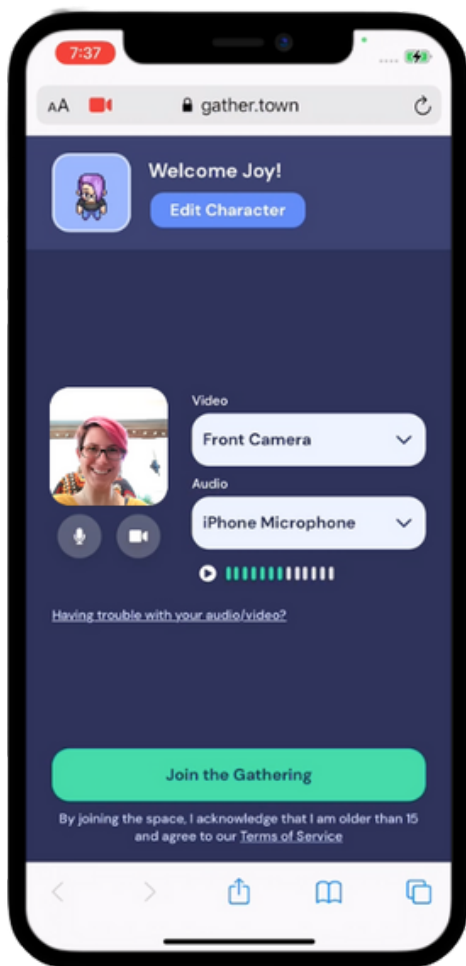 7:37
AA
gather.town
Welcome Joy!
Edit Character
Video
Front Camera
Audio
iPhone Microphone
Having trouble with your audio/video?
Join the Gathering
By joining the space, I acknowledge that I am older than 15
and agree to our Terms of Service